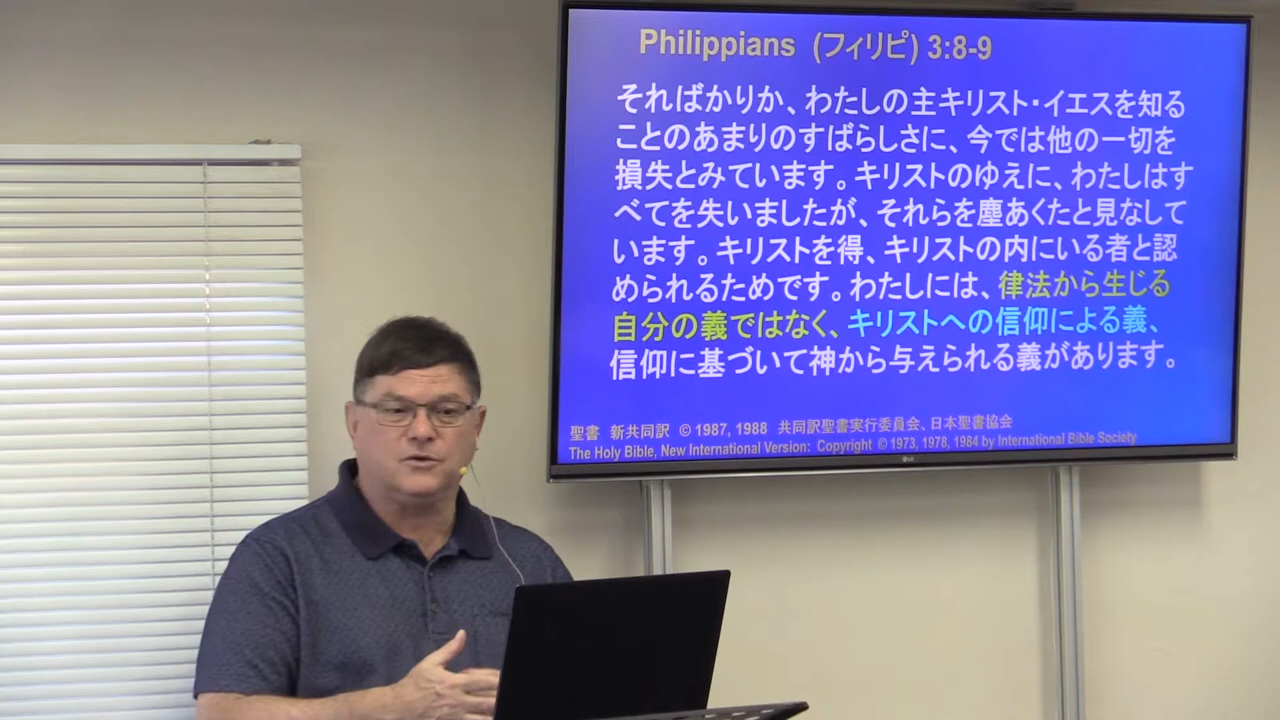 Philippians (フィリピ) 3:8-9
そればかりか、わたしの主キリスト・イエスを知る
ことのあまりのすばらしさに、今では他の一切を
損失とみています。キリストのゆえに、わたしはす
べてを失いましたが、それらを塵あくたと見なして
います。キリストを得、キリストの内にいる者と認
められるためです。わたしには、律法から生じる
自分の義ではなく、キリストへの信仰による義、
信仰に基づいて神から与えられる義があります。
聖書 新共同訳 © 1987, 1988 共同訳聖書実行委員会、日本聖書協会
The Holy Bible, New International Version: Copyright © 1973, 1978, 1984 by International Bible Society
LG